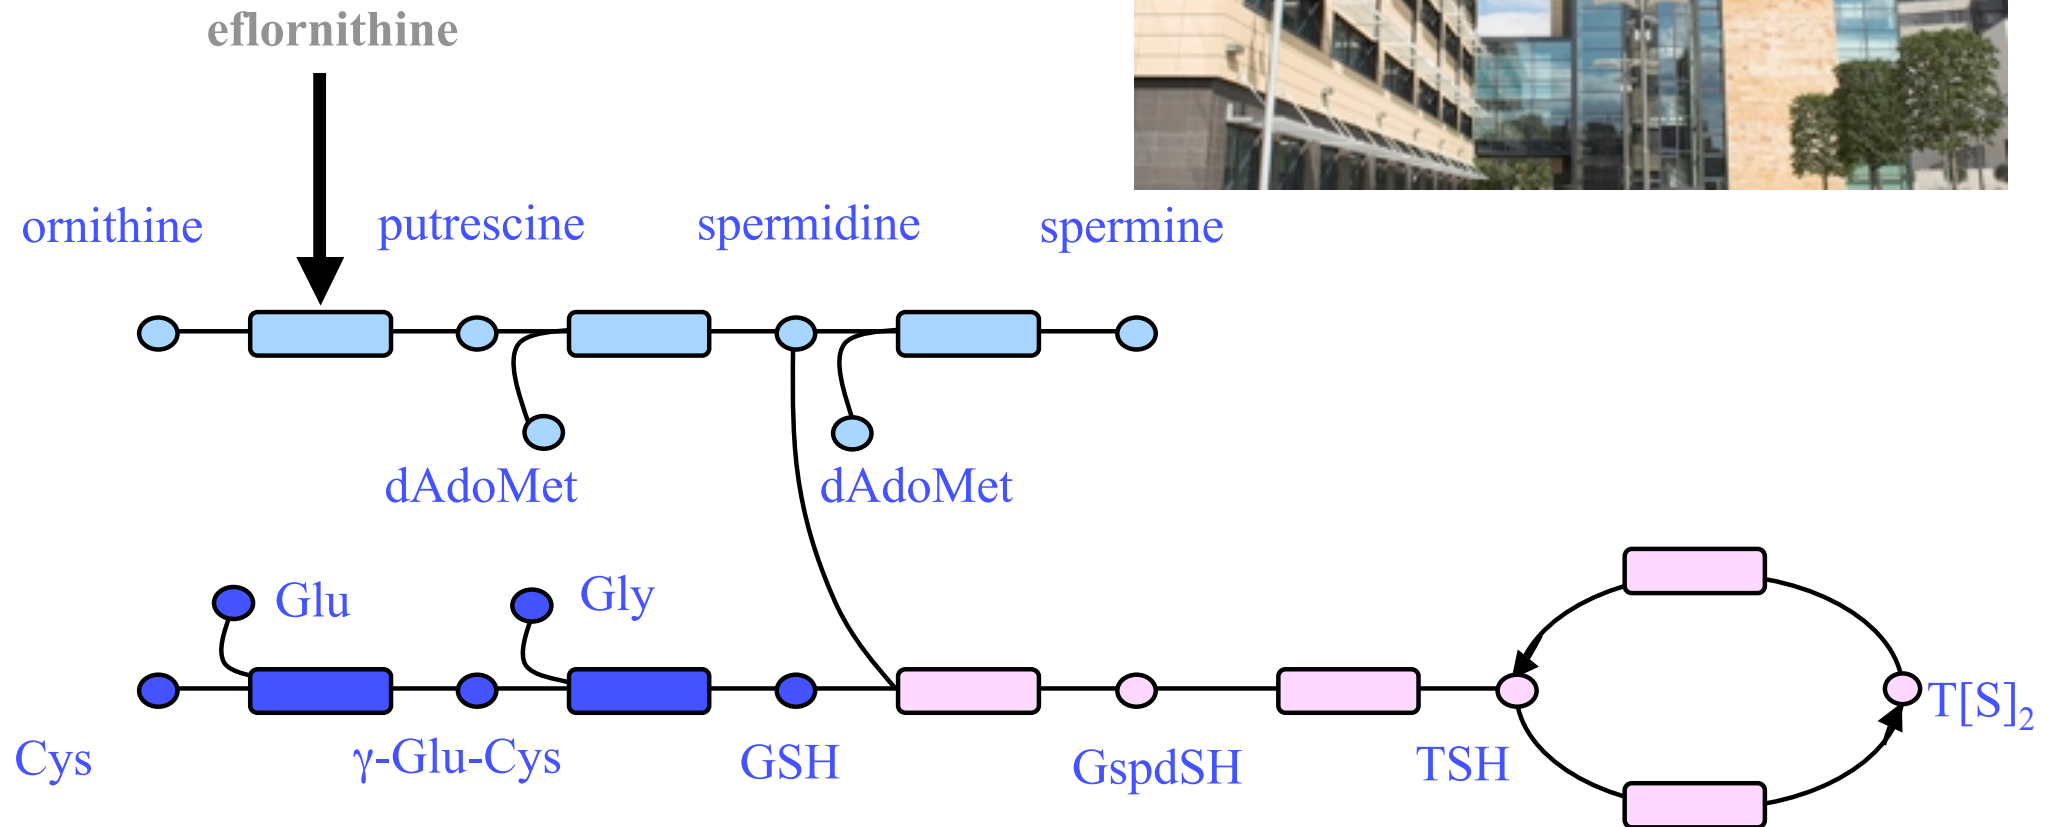 eflornithine
ornithine
putrescine
spermidine
spermine
dAdoMet
dAdoMet
Glu
Gly
T[S]₂
Cys
γ-Glu-Cys
GSH
GspdSH
TSH